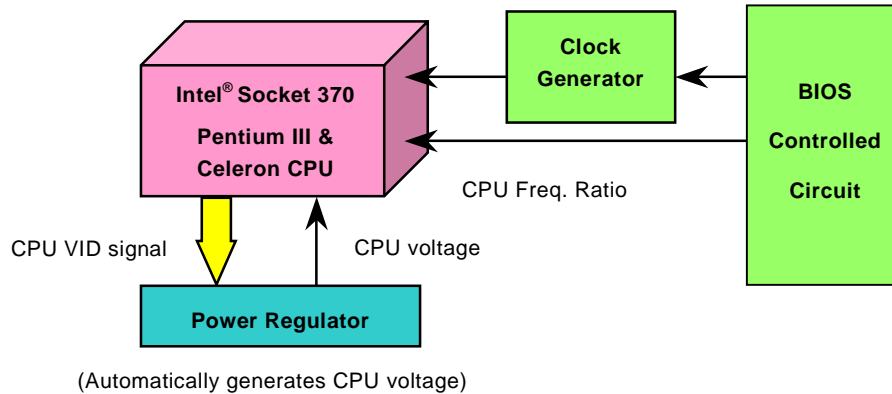 Clock
Generator
BIOS
Controlled
Circuit
Intel® Socket 370
Pentium III &
Celeron CPU
CPU Freq. Ratio
CPU VID signal
CPU voltage
Power Regulator
(Automatically generates CPU voltage)